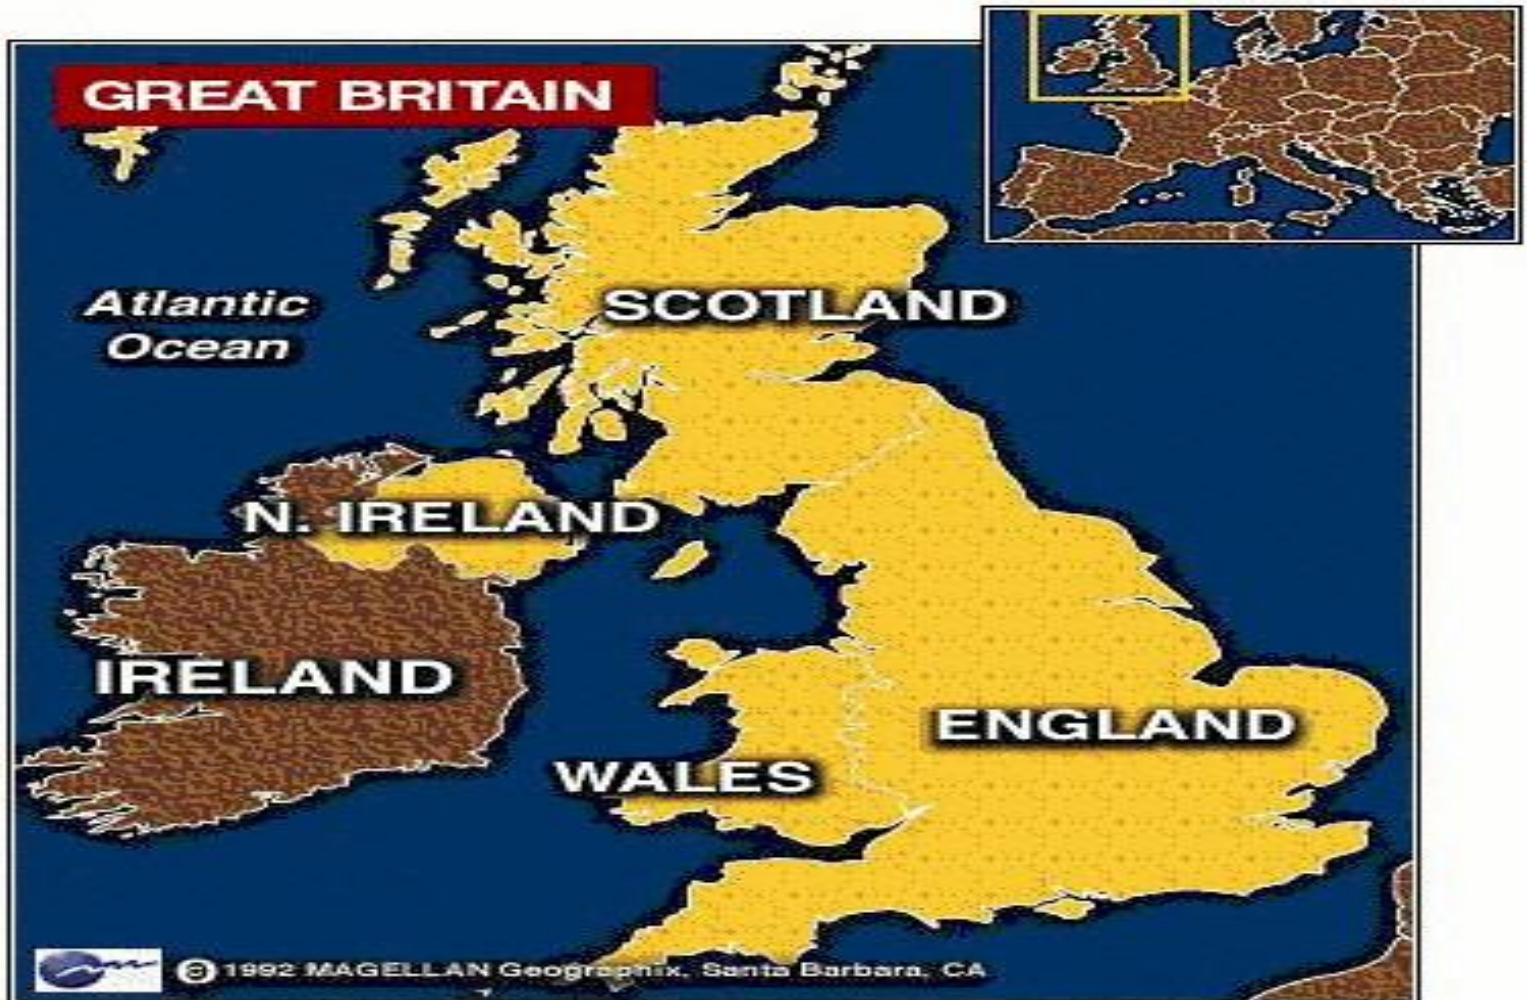 GREAT BRITAIN
Atlantic
Ocean
SCOTLAND
N. IRELAND
IRELAND
ENGLAND
WALES
© 1992 MAGELLAN Geographix, Santa Barbara, CA